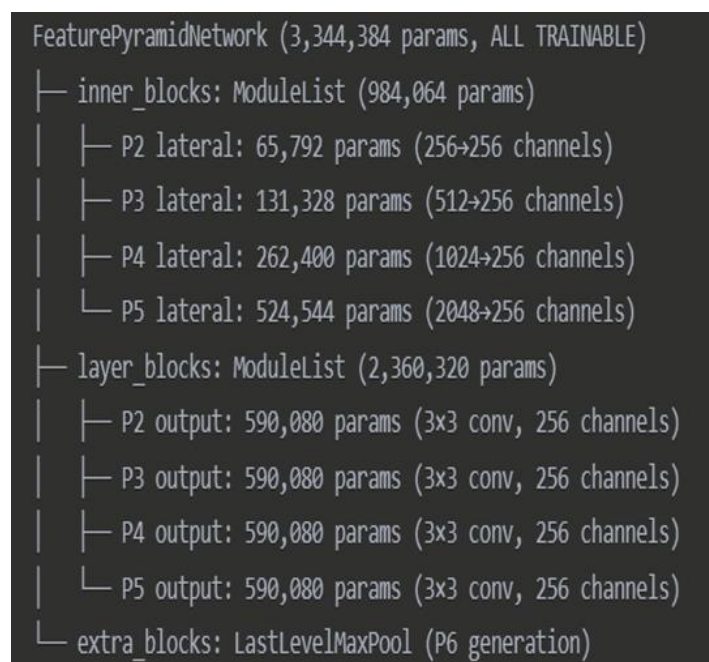 FeaturePyramidNetwork (3,344,384 params, ALL TRAINABLE)
├─ inner_blocks: ModuleList (984,064 params)
│  ├─ P2 lateral: 65,792 params (256→256 channels)
│  ├─ P3 lateral: 131,328 params (512→256 channels)
│  ├─ P4 lateral: 262,400 params (1024→256 channels)
│  └─ P5 lateral: 524,544 params (2048→256 channels)
├─ layer_blocks: ModuleList (2,360,320 params)
│  ├─ P2 output: 590,080 params (3×3 conv, 256 channels)
│  ├─ P3 output: 590,080 params (3×3 conv, 256 channels)
│  ├─ P4 output: 590,080 params (3×3 conv, 256 channels)
│  └─ P5 output: 590,080 params (3×3 conv, 256 channels)
└─ extra_blocks: LastLevelMaxPool (P6 generation)